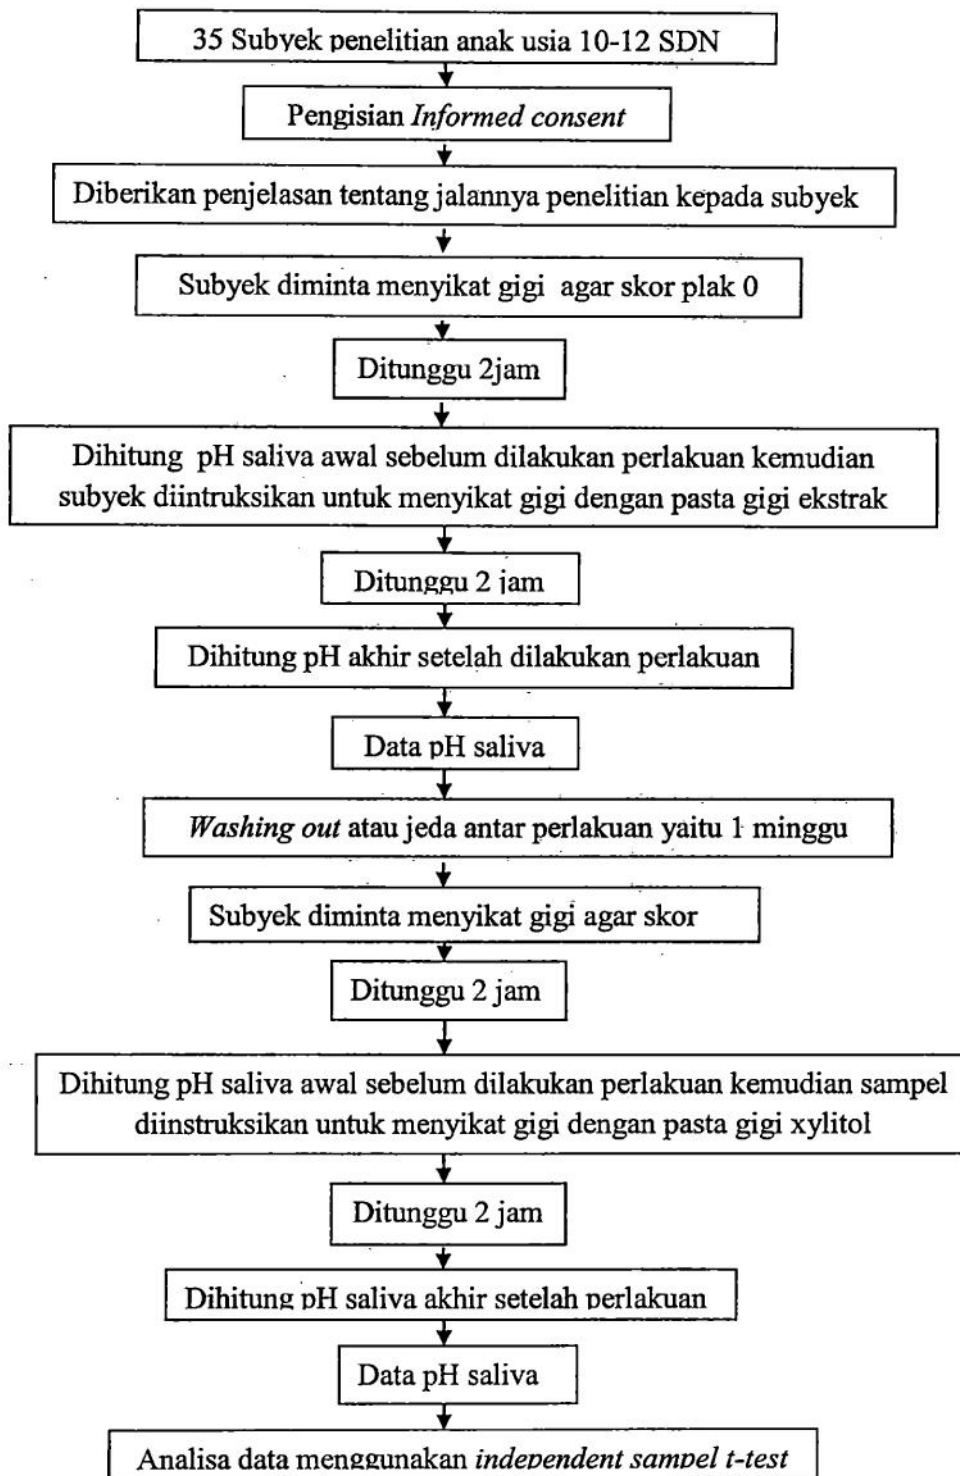 35 Subyek penelitian anak usia 10-12 SDN
Pengisian Informed consent
Diberikan penjelasan tentang jalannya penelitian kepada subyek
Subyek diminta menyikat gigi agar skor plak 0
Ditunggu 2jam
Dihitung pH saliva awal sebelum dilakukan perlakuan kemudian
subyek diintruksikan untuk menyikat gigi dengan pasta gigi ekstrak
Ditunggu 2 jam
Dihitung pH akhir setelah dilakukan perlakuan
Data pH saliva
Washing out atau jeda antar perlakuan yaitu 1 minggu
Subyek diminta menyikat gigi agar skor
Ditunggu 2 jam
Dihitung pH saliva awal sebelum dilakukan perlakuan kemudian sampel
diinstruksikan untuk menyikat gigi dengan pasta gigi xylitol
Ditunggu 2 jam
Dihitung pH saliva akhir setelah perlakuan
Data pH saliva
Analisa data menggunakan independent sampel t-test